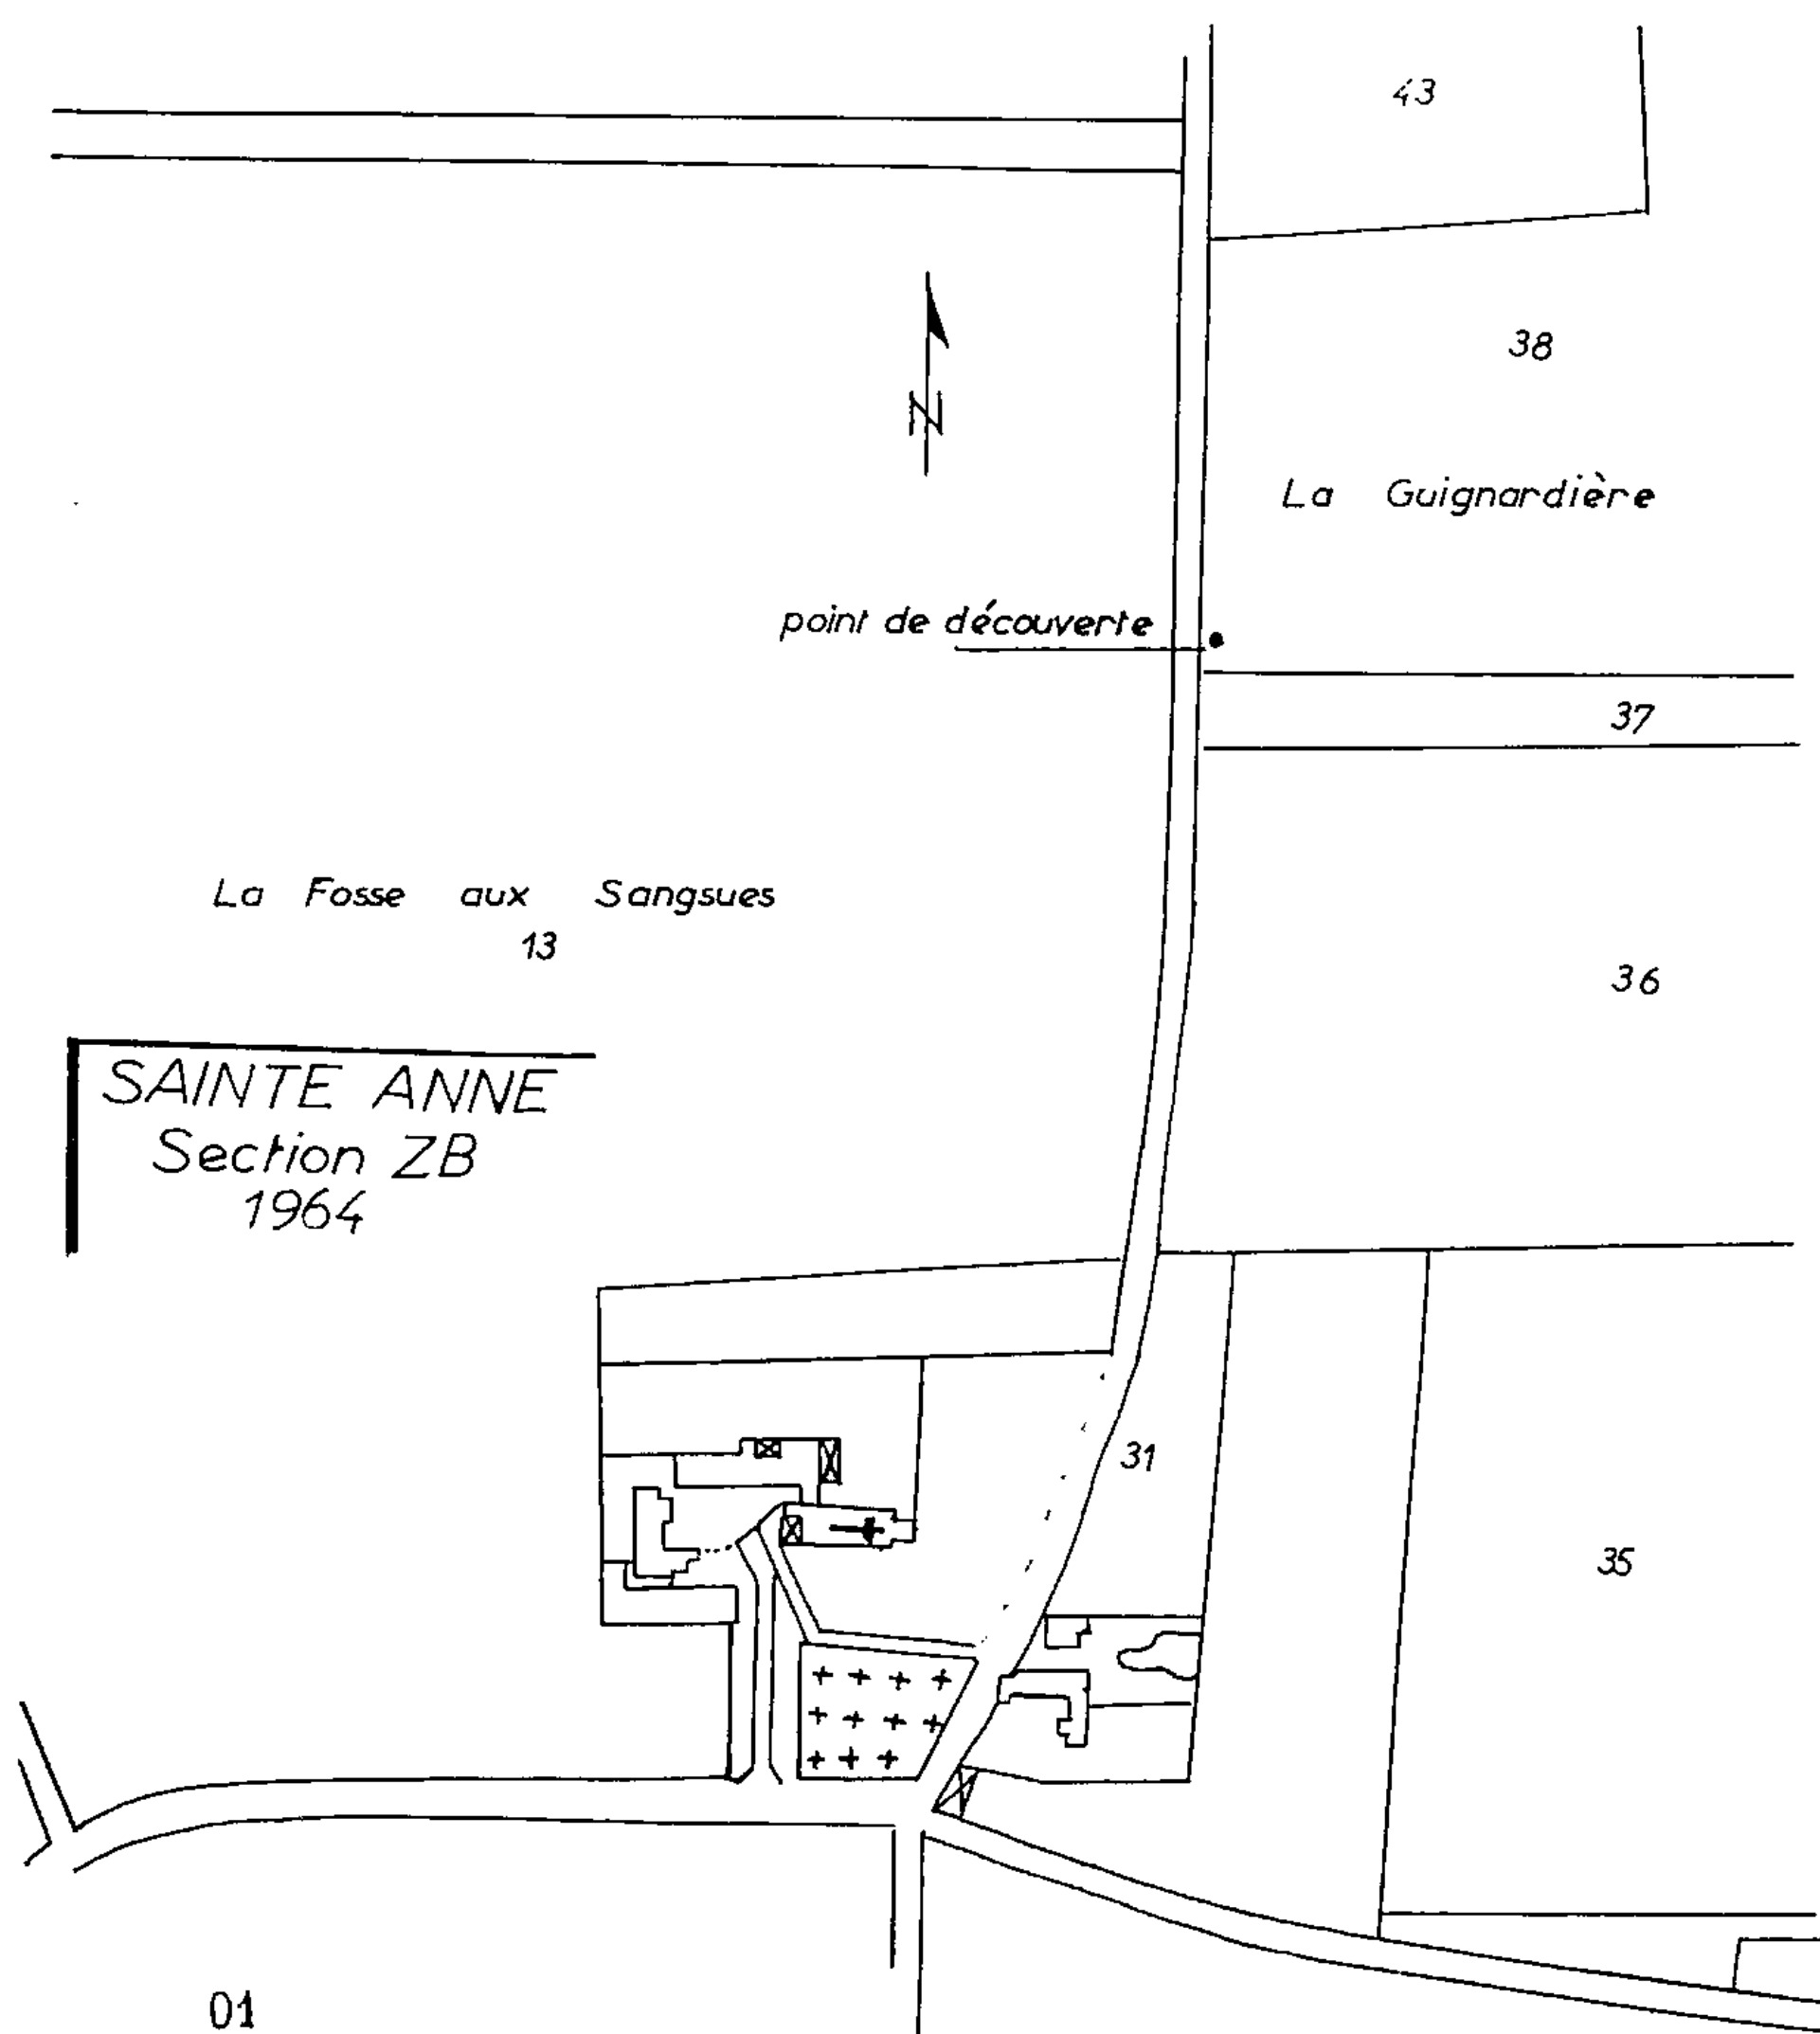 43
38
N
La Guignardière
point de découverte
37
La Fosse aux Sangsues
13
36
SAINTE ANNE
Section ZB
1964
31
35
01